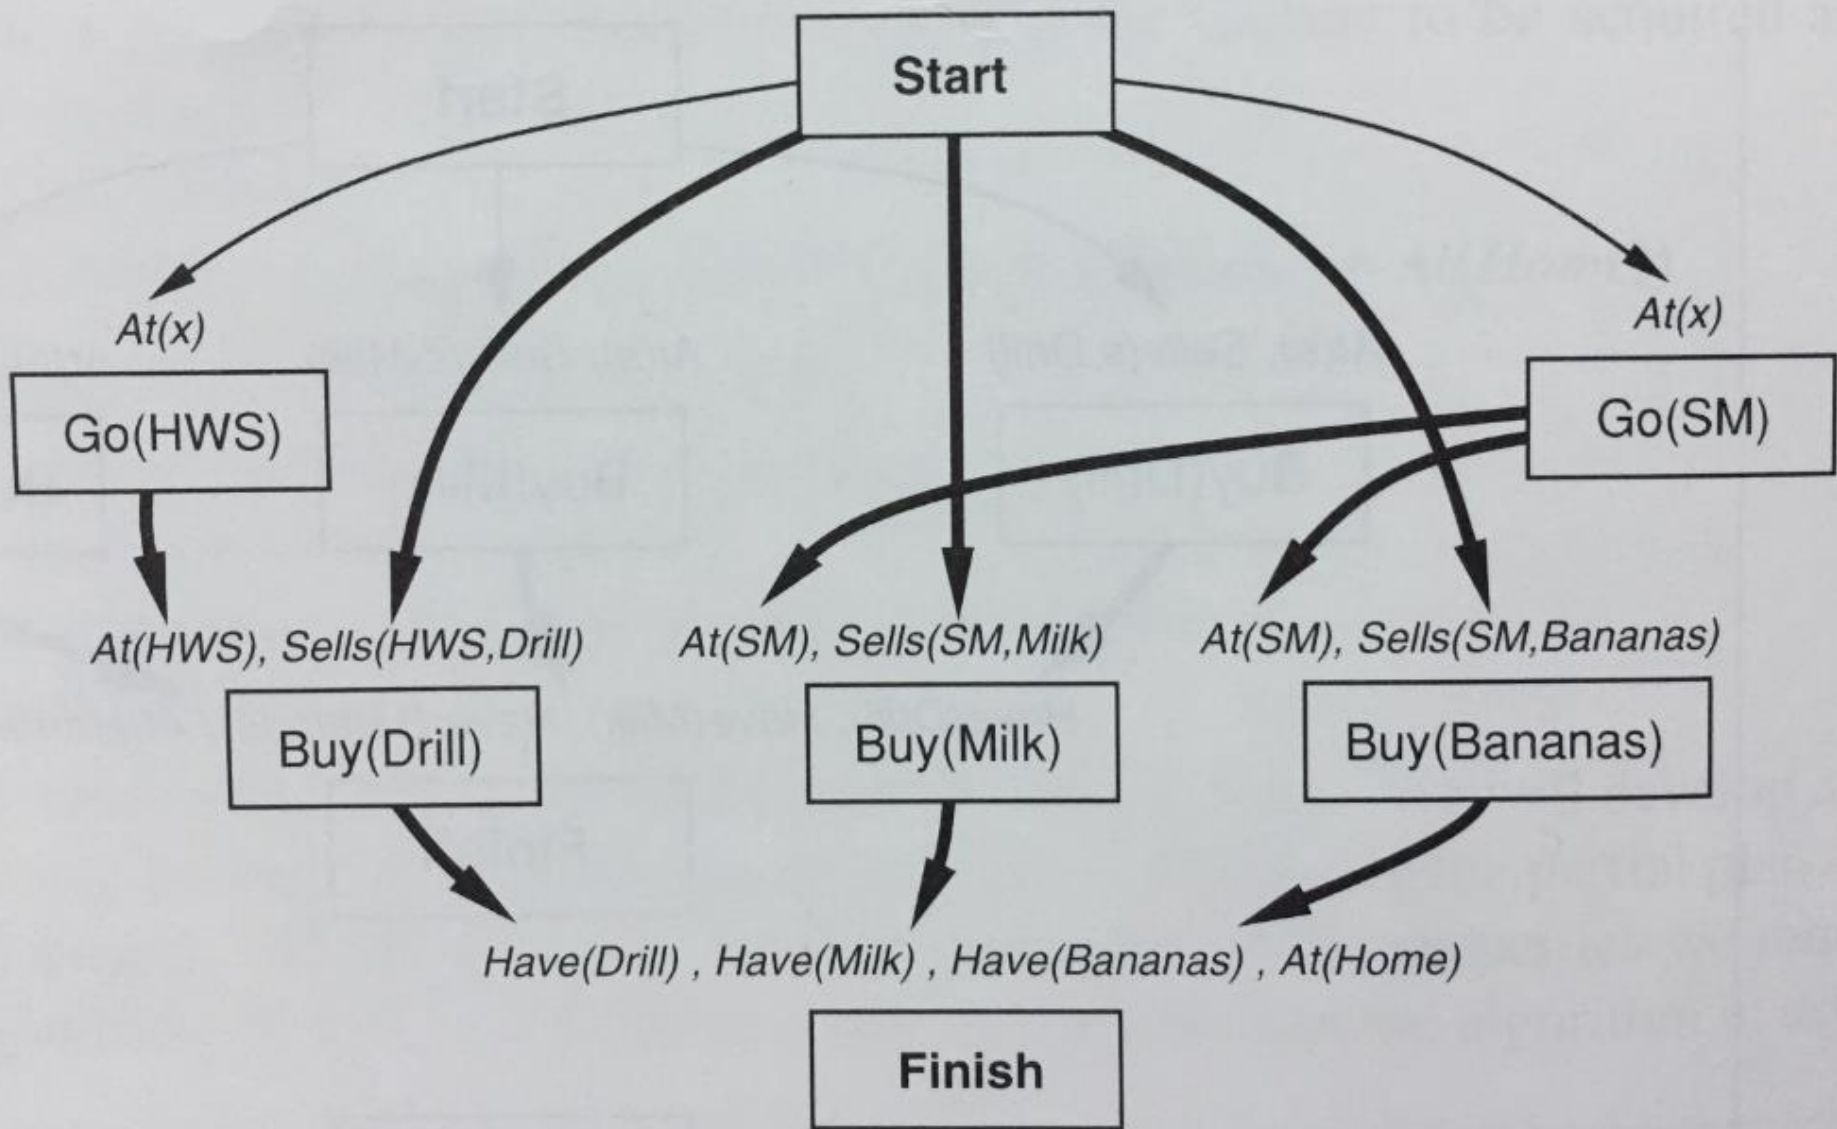 Start
At(x)
At(x)
Go(HWS)
Go(SM)
At(HWS), Sells(HWS,Drill)
At(SM), Sells(SM,Milk)
At(SM), Sells(SM,Bananas)
Buy(Drill)
Buy(Milk)
Buy(Bananas)
Have(Drill) , Have(Milk) , Have(Bananas) , At(Home)
Finish